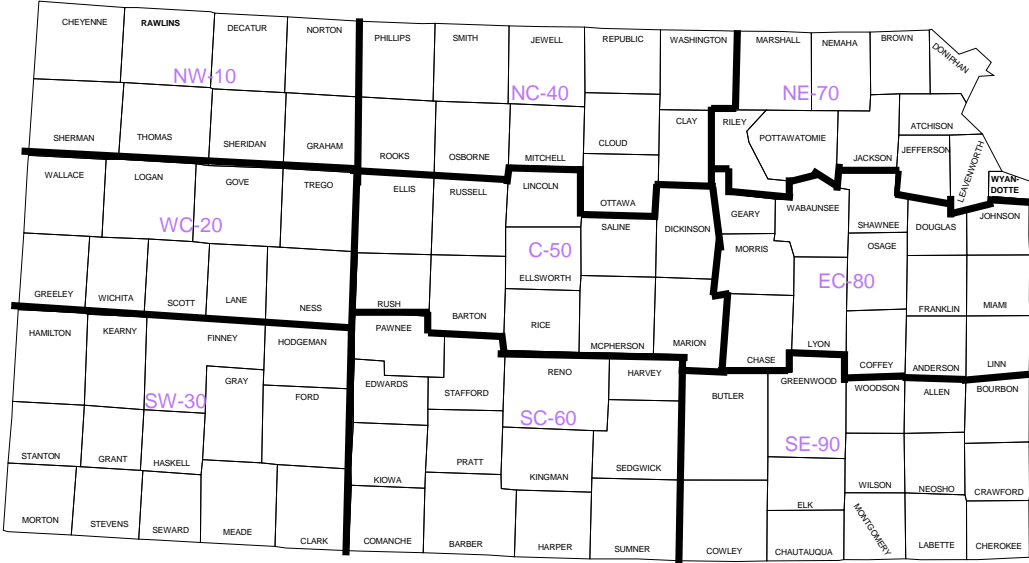 CHEYENNE
RAWLINS
DECATUR
NORTON
PHILLIPS
SMITH
JEWELL
REPUBLIC
WASHINGTON
MARSHALL
NEMAHA
BROWN
DONIPHAN
NW-10
NC-40
NE-70
SHERMAN
THOMAS
SHERIDAN
GRAHAM
ROOKS
OSBORNE
MITCHELL
CLOUD
CLAY
RILEY
POTTAWATOMIE
JACKSON
ATCHISON
JEFFERSON
LEAVENWORTH
WYAN-
DOTTE
WALLACE
LOGAN
GOVE
TREGO
ELLIS
RUSSELL
LINCOLN
OTTAWA
SALINE
DICKINSON
GEARY
WABAUNSEE
SHAWNEE
DOUGLAS
JOHNSON
WC-20
C-50
EC-80
MORRIS
OSAGE
ELLSWORTH
GREELEY
WICHITA
SCOTT
LANE
NESS
RUSH
BARTON
RICE
MCPHERSON
MARION
CHASE
LYON
COFFEY
FRANKLIN
MIAMI
ANDERSON
LINN
HAMILTON
KEARNY
FINNEY
HODGEMAN
PAWNEE
EDWARDS
STAFFORD
RENO
HARVEY
BUTLER
GREENWOOD
WOODSON
ALLEN
BOURBON
GRAY
FORD
SW-30
SC-60
SE-90
STANTON
GRANT
HASKELL
KIOWA
PRATT
KINGMAN
SEDGWICK
ELK
WILSON
NEOSHO
CRAWFORD
MORTON
STEVENS
SEWARD
MEADE
CLARK
COMANCHE
BARBER
HARPER
SUMNER
COWLEY
CHAUTAUQUA
MONTGOMERY
LABETTE
CHEROKEE